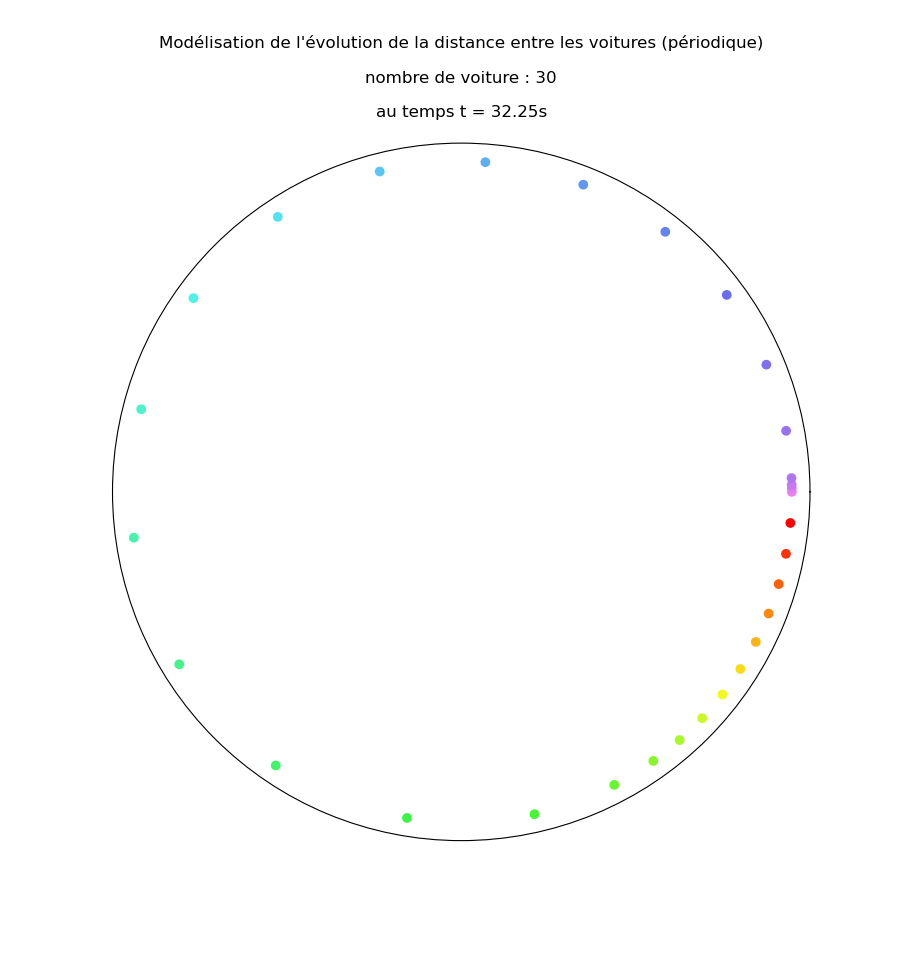 Modélisation de l'évolution de la distance entre les voitures (périodique)
nombre de voiture : 30
au temps t = 32.25s